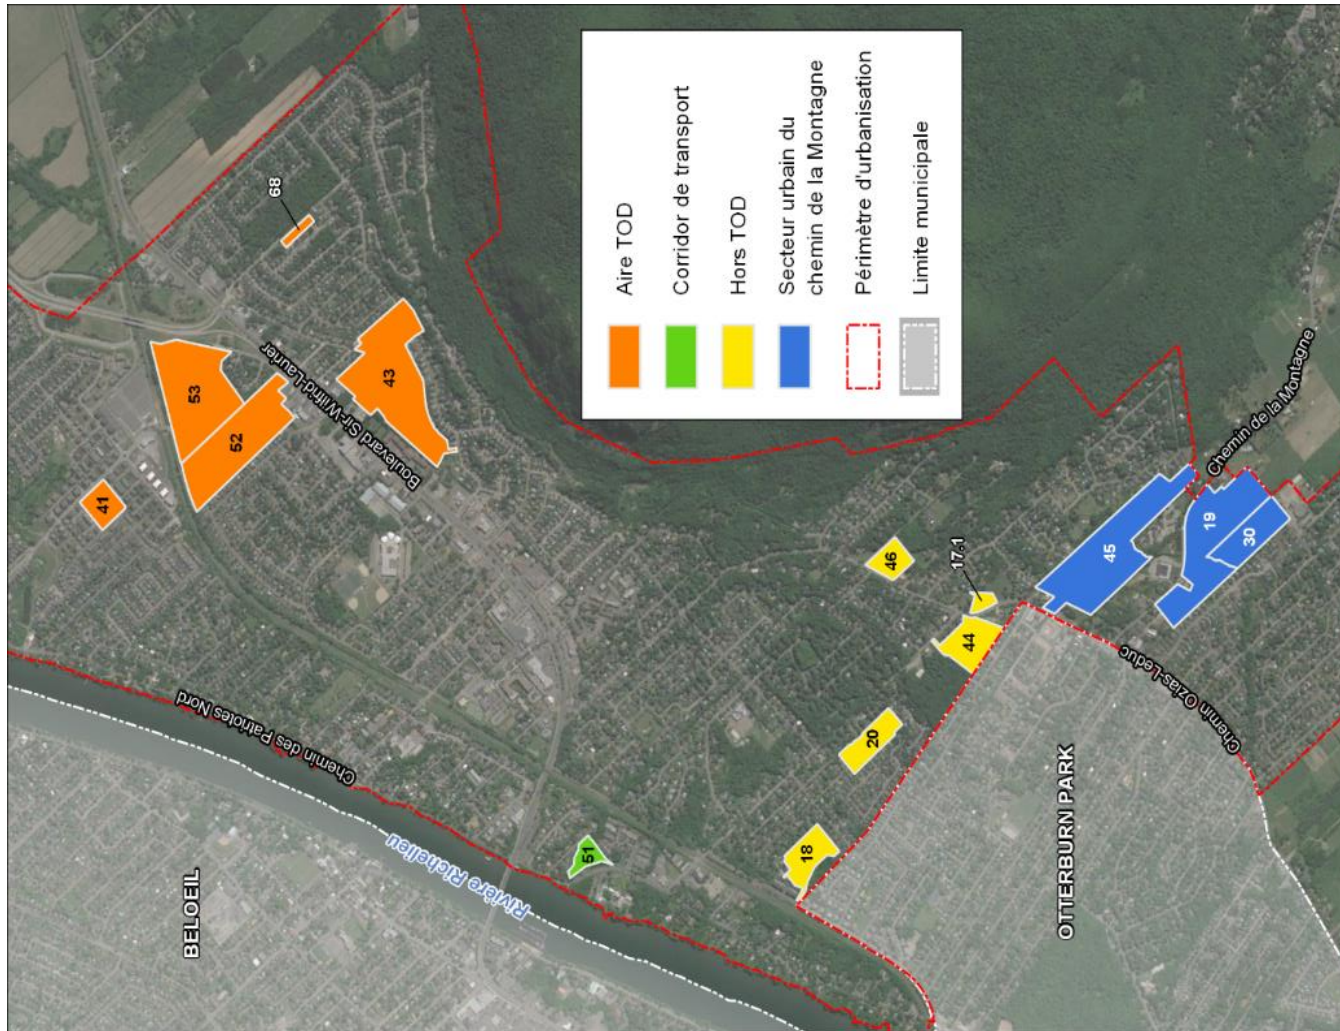 Aire TOD
Corridor de transport
Hors TOD
Secteur urbain du
chemin de la Montagne
Périmètre d'urbanisation
Limite municipale
BELOEIL
Rivière Richelieu
Chemin des Patriotes Nord
41
53
52
Boulevard Sir-Wilfrid-Laurier
43
68
51
18
20
46
44
17.1
45
19
30
Chemin de la Montagne
Chemin Ozias-Leduc
OTTERBURN PARK